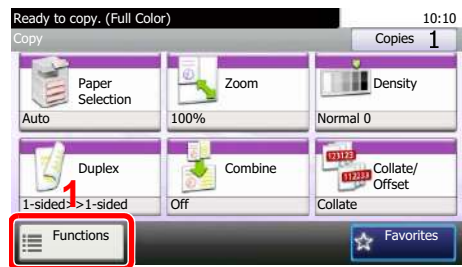 Ready to copy. (Full Color) 10:10
Copy Copies 1
Paper Selection Zoom Density
Auto 100% Normal 0
123123
112233
Duplex Combine Collate/ Offset
1
1-sided>>1-sided Off Collate
Functions Favorites